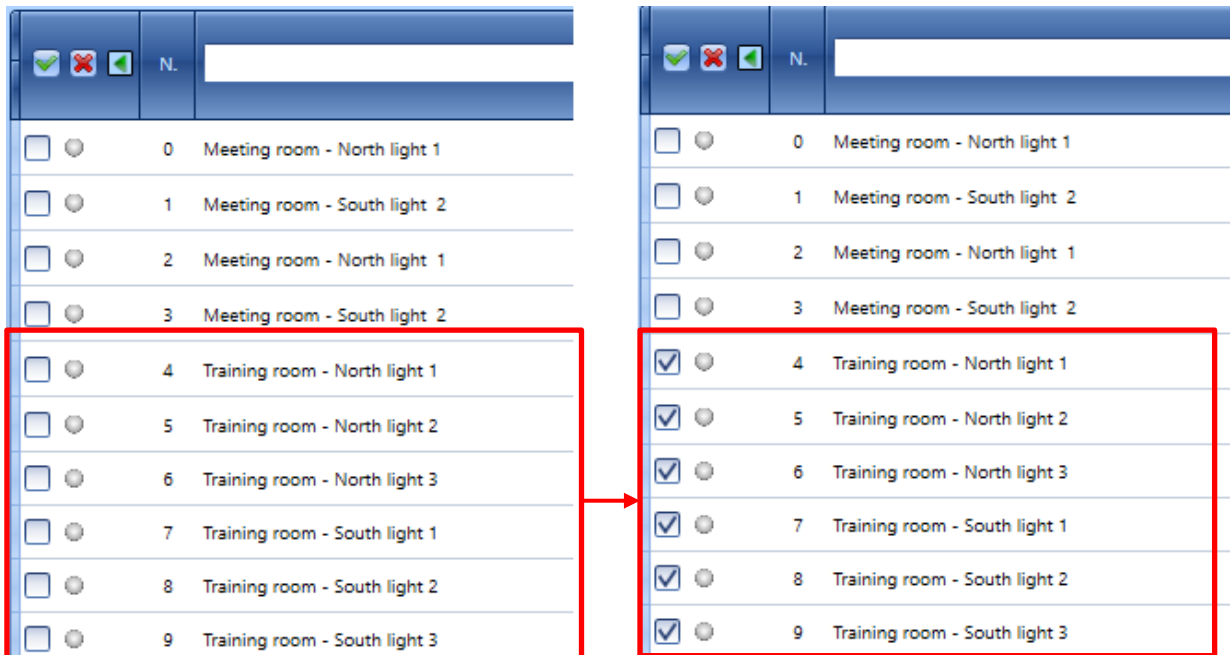 N.
0 Meeting room - North light 1
1 Meeting room - South light 2
2 Meeting room - North light 1
3 Meeting room - South light 2
4 Training room - North light 1
5 Training room - North light 2
6 Training room - North light 3
7 Training room - South light 1
8 Training room - South light 2
9 Training room - South light 3
N.
0 Meeting room - North light 1
1 Meeting room - South light 2
2 Meeting room - North light 1
3 Meeting room - South light 2
4 Training room - North light 1
5 Training room - North light 2
6 Training room - North light 3
7 Training room - South light 1
8 Training room - South light 2
9 Training room - South light 3